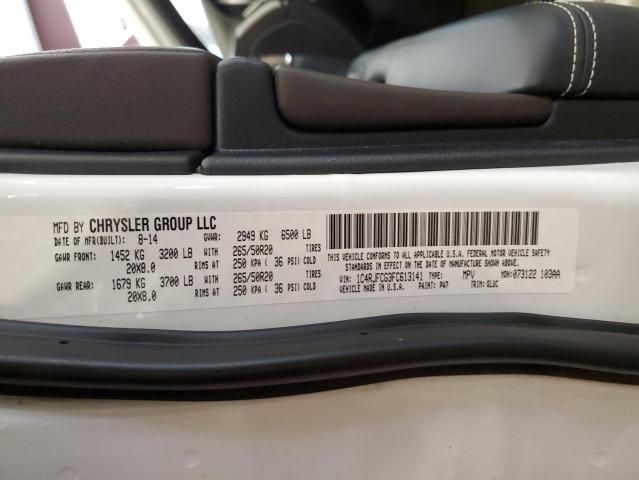 MFD BY CHRYSLER GROUP LLC
DATE OF MFR(BUILT): 8-14 GVWR: 2949 KG 6500 LB
GAWR FRONT: 1452 KG 3200 LB WITH 265/50R20 TIRES
20X8.0 RIMS AT 250 KPA ( 36 PSI) COLD
GAWR REAR: 1679 KG 3700 LB WITH 265/50R20 TIRES
20X8.0 RIMS AT 250 KPA ( 36 PSI) COLD
THIS VEHICLE CONFORMS TO ALL APPLICABLE U.S.A. FEDERAL MOTOR VEHICLE SAFETY
STANDARDS IN EFFECT ON THE DATE OF MANUFACTURE SHOWN ABOVE.
VIN: 1C4RJFCG3FC613141 TYPE: MPV MDH: 073122 103AA
VEHICLE MADE IN U.S.A. PAINT: PW7 TRIM: GLUC